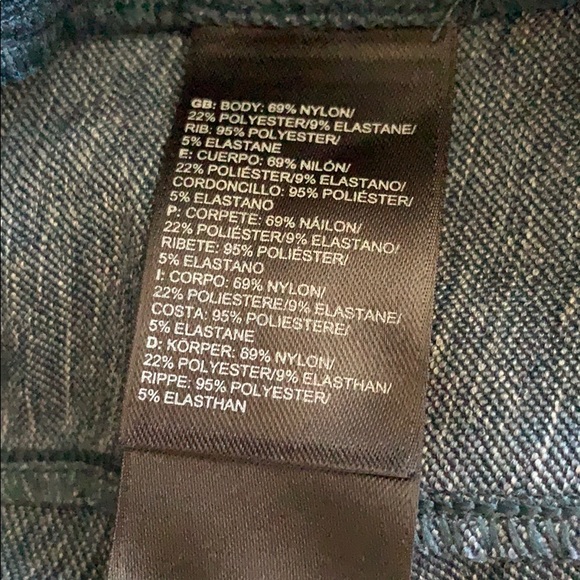 GB: BODY: 69% NYLON/
22% POLYESTER/9% ELASTANE/
RIB: 95% POLYESTER/
5% ELASTANE
E: CUERPO: 69% NILÓN/
22% POLIÉSTER/9% ELASTANO/
CORDONCILLO: 95% POLIÉSTER/
5% ELASTANO
P: CORPETE: 69% NÁILON/
22% POLIÉSTER/9% ELASTANO/
RIBETE: 95% POLIÉSTER/
5% ELASTANO
I: CORPO: 69% NYLON/
22% POLIESTERE/9% ELASTANE/
COSTA: 95% POLIESTERE/
5% ELASTANE
D: KÖRPER: 69% NYLON/
22% POLYESTER/9% ELASTHAN/
RIPPE: 95% POLYESTER/
5% ELASTHAN